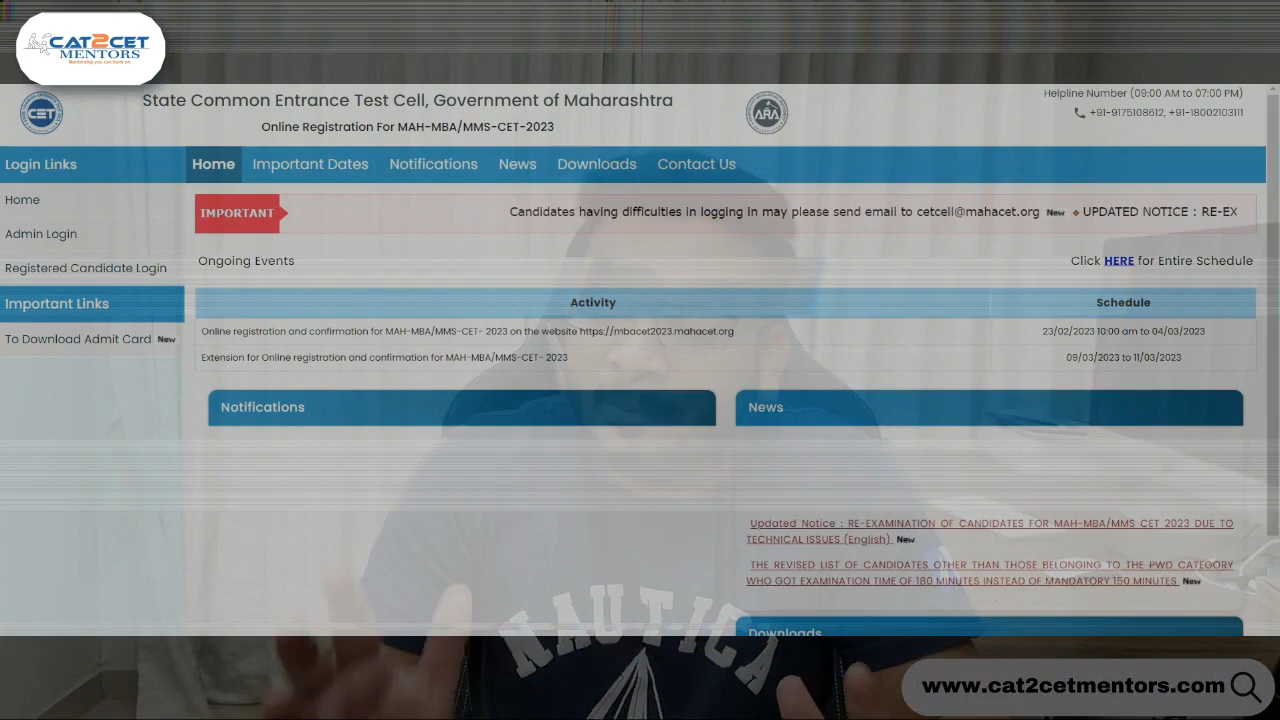 CAT2CET
MENTORS
Mentorship you can bank on
State Common Entrance Test Cell, Government of Maharashtra
Online Registration For MAH-MBA/MMS-CET-2023
CET
ARA
Helpline Number (09:00 AM to 07:00 PM)
+91-9175108612, +91-18002103111
Login Links
Home Important Dates Notifications News Downloads Contact Us
Home
Admin Login
Registered Candidate Login
Important Links
To Download Admit Card New
IMPORTANT
Candidates having difficulties in logging in may please send email to cetcell@mahacet.org New UPDATED NOTICE : RE-EX
Ongoing Events
Click HERE for Entire Schedule
Activity Schedule
Online registration and confirmation for MAH-MBA/MMS-CET- 2023 on the website https://mbacet2023.mahacet.org 23/02/2023 10:00 am to 04/03/2023
Extension for Online registration and confirmation for MAH-MBA/MMS-CET- 2023 09/03/2023 to 11/03/2023
Notifications
News
Updated Notice : RE-EXAMINATION OF CANDIDATES FOR MAH-MBA/MMS CET 2023 DUE TO
TECHNICAL ISSUES (English) New
THE REVISED LIST OF CANDIDATES OTHER THAN THOSE BELONGING TO THE PWD CATEGORY
WHO GOT EXAMINATION TIME OF 180 MINUTES INSTEAD OF MANDATORY 150 MINUTES New
Downloads
NAUTICA
www.cat2cetmentors.com